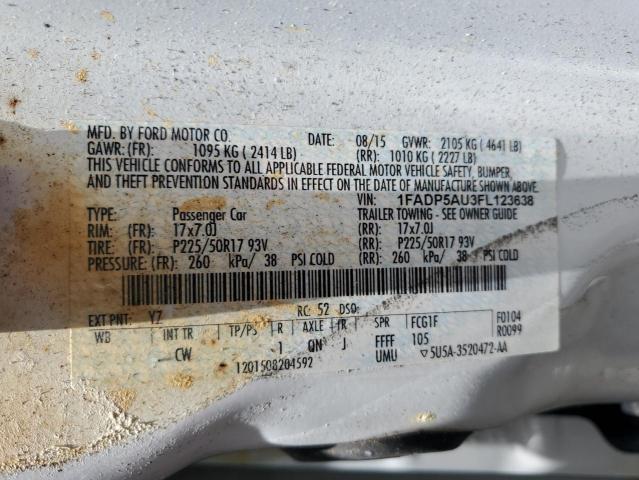 MFD. BY FORD MOTOR CO. DATE: 08/15 GVWR: 2105 KG ( 4641 LB)
GAWR: (FR): 1095 KG ( 2414 LB) (RR): 1010 KG ( 2227 LB)
THIS VEHICLE CONFORMS TO ALL APPLICABLE FEDERAL MOTOR VEHICLE SAFETY, BUMPER,
AND THEFT PREVENTION STANDARDS IN EFFECT ON THE DATE OF MANUFACTURE SHOWN ABOVE.
VIN: 1FADP5AU3FL123638
TYPE: Passenger Car TRAILER TOWING - SEE OWNER GUIDE
RIM: (FR): 17x7.0J (RR): 17x7.0J
TIRE: (FR): P225/50R17 93V (RR): P225/50R17 93V
PRESSURE: (FR): 260 kPa/ 38 PSI COLD (RR): 260 kPa/ 38 PSI COLD
EXT PNT: YZ RC: 52 DSO:
WB INT TR TP/PS R AXLE TR SPR FCG1F F0104
CW 1 QN J FFFF 105 R0099
1201508204592 UMU ▽5U5A-3520472-AA